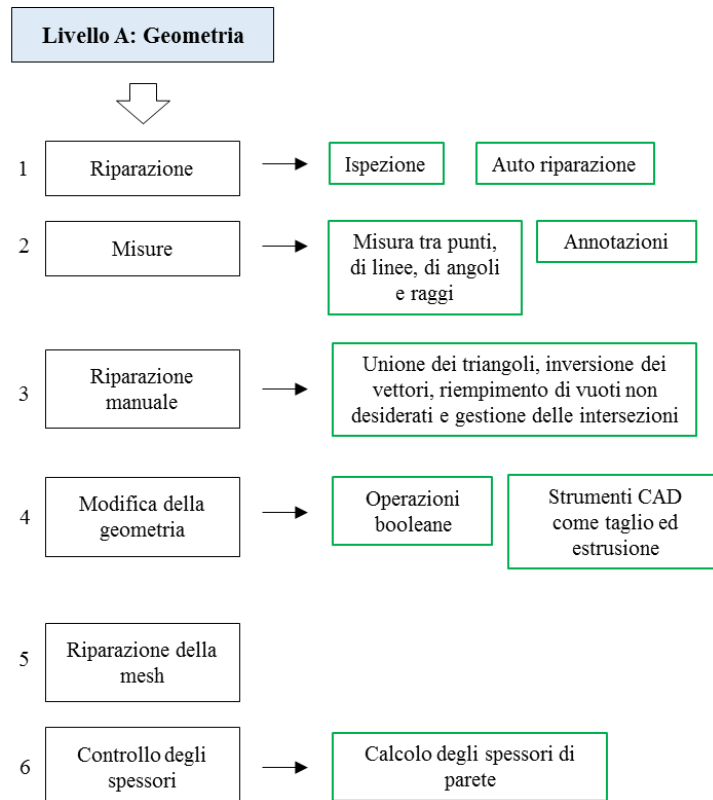 Livello A: Geometria
1 Riparazione Ispezione Auto riparazione
2 Misure
Misura tra punti,
di linee, di angoli
e raggi
Annotazioni
3 Riparazione
manuale
Unione dei triangoli, inversione dei
vettori, riempimento di vuoti non
desiderati e gestione delle intersezioni
4 Modifica della
geometria
Operazioni
booleane
Strumenti CAD
come taglio ed
estrusione
5 Riparazione della
mesh
6 Controllo degli
spessori
Calcolo degli spessori di
parete